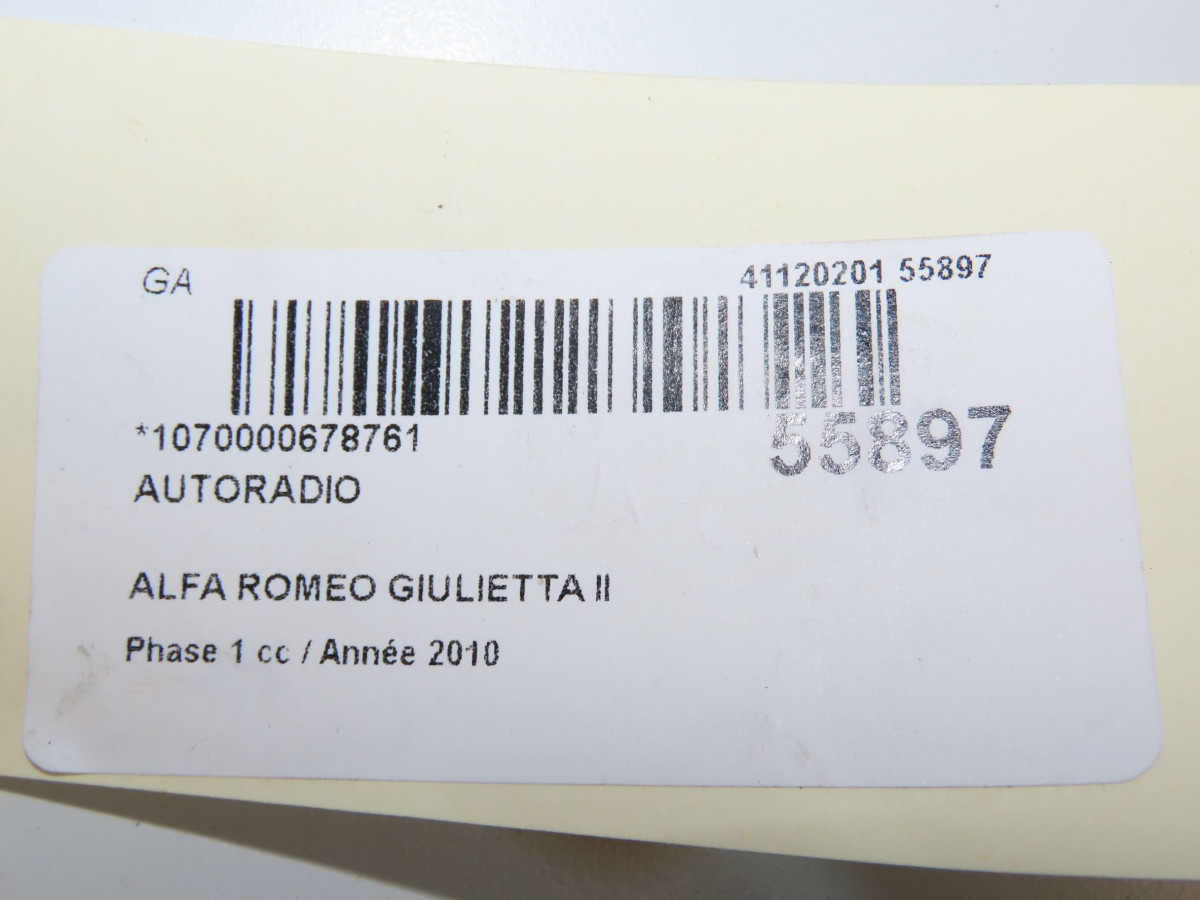 GA 41120201 55897
*1070000678761 55897
AUTORADIO
ALFA ROMEO GIULIETTA II
Phase 1 cc / Année 2010